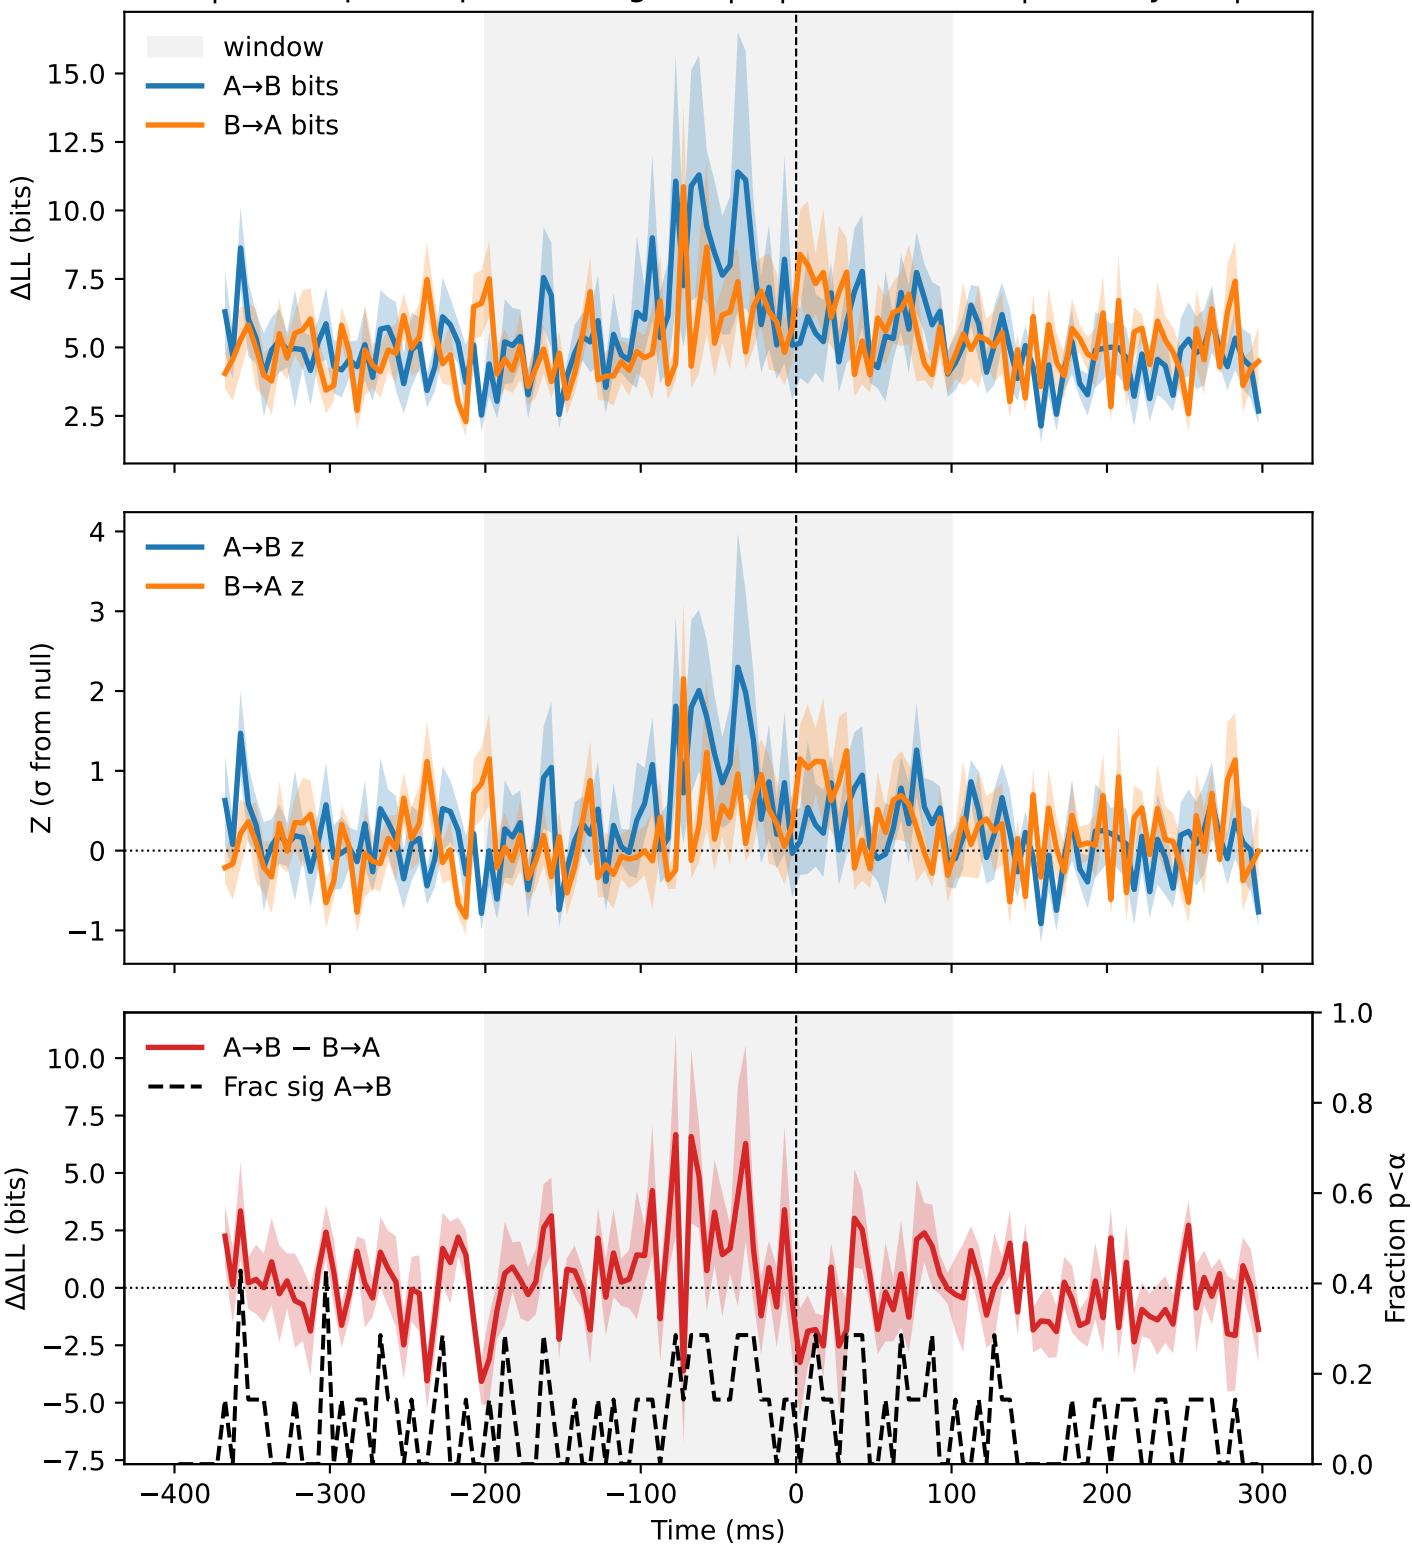 window
A→B bits
B→A bits
ΔLL (bits)
15.0
12.5
10.0
7.5
5.0
2.5
A→B z
B→A z
Z (σ from null)
4
3
2
1
0
−1
A→B − B→A
Frac sig A→B
ΔΔLL (bits)
10.0
7.5
5.0
2.5
0.0
−2.5
−5.0
−7.5
1.0
0.8
0.6
0.4
0.2
0.0
Fraction p<α
−400 −300 −200 −100 0 100 200 300
Time (ms)